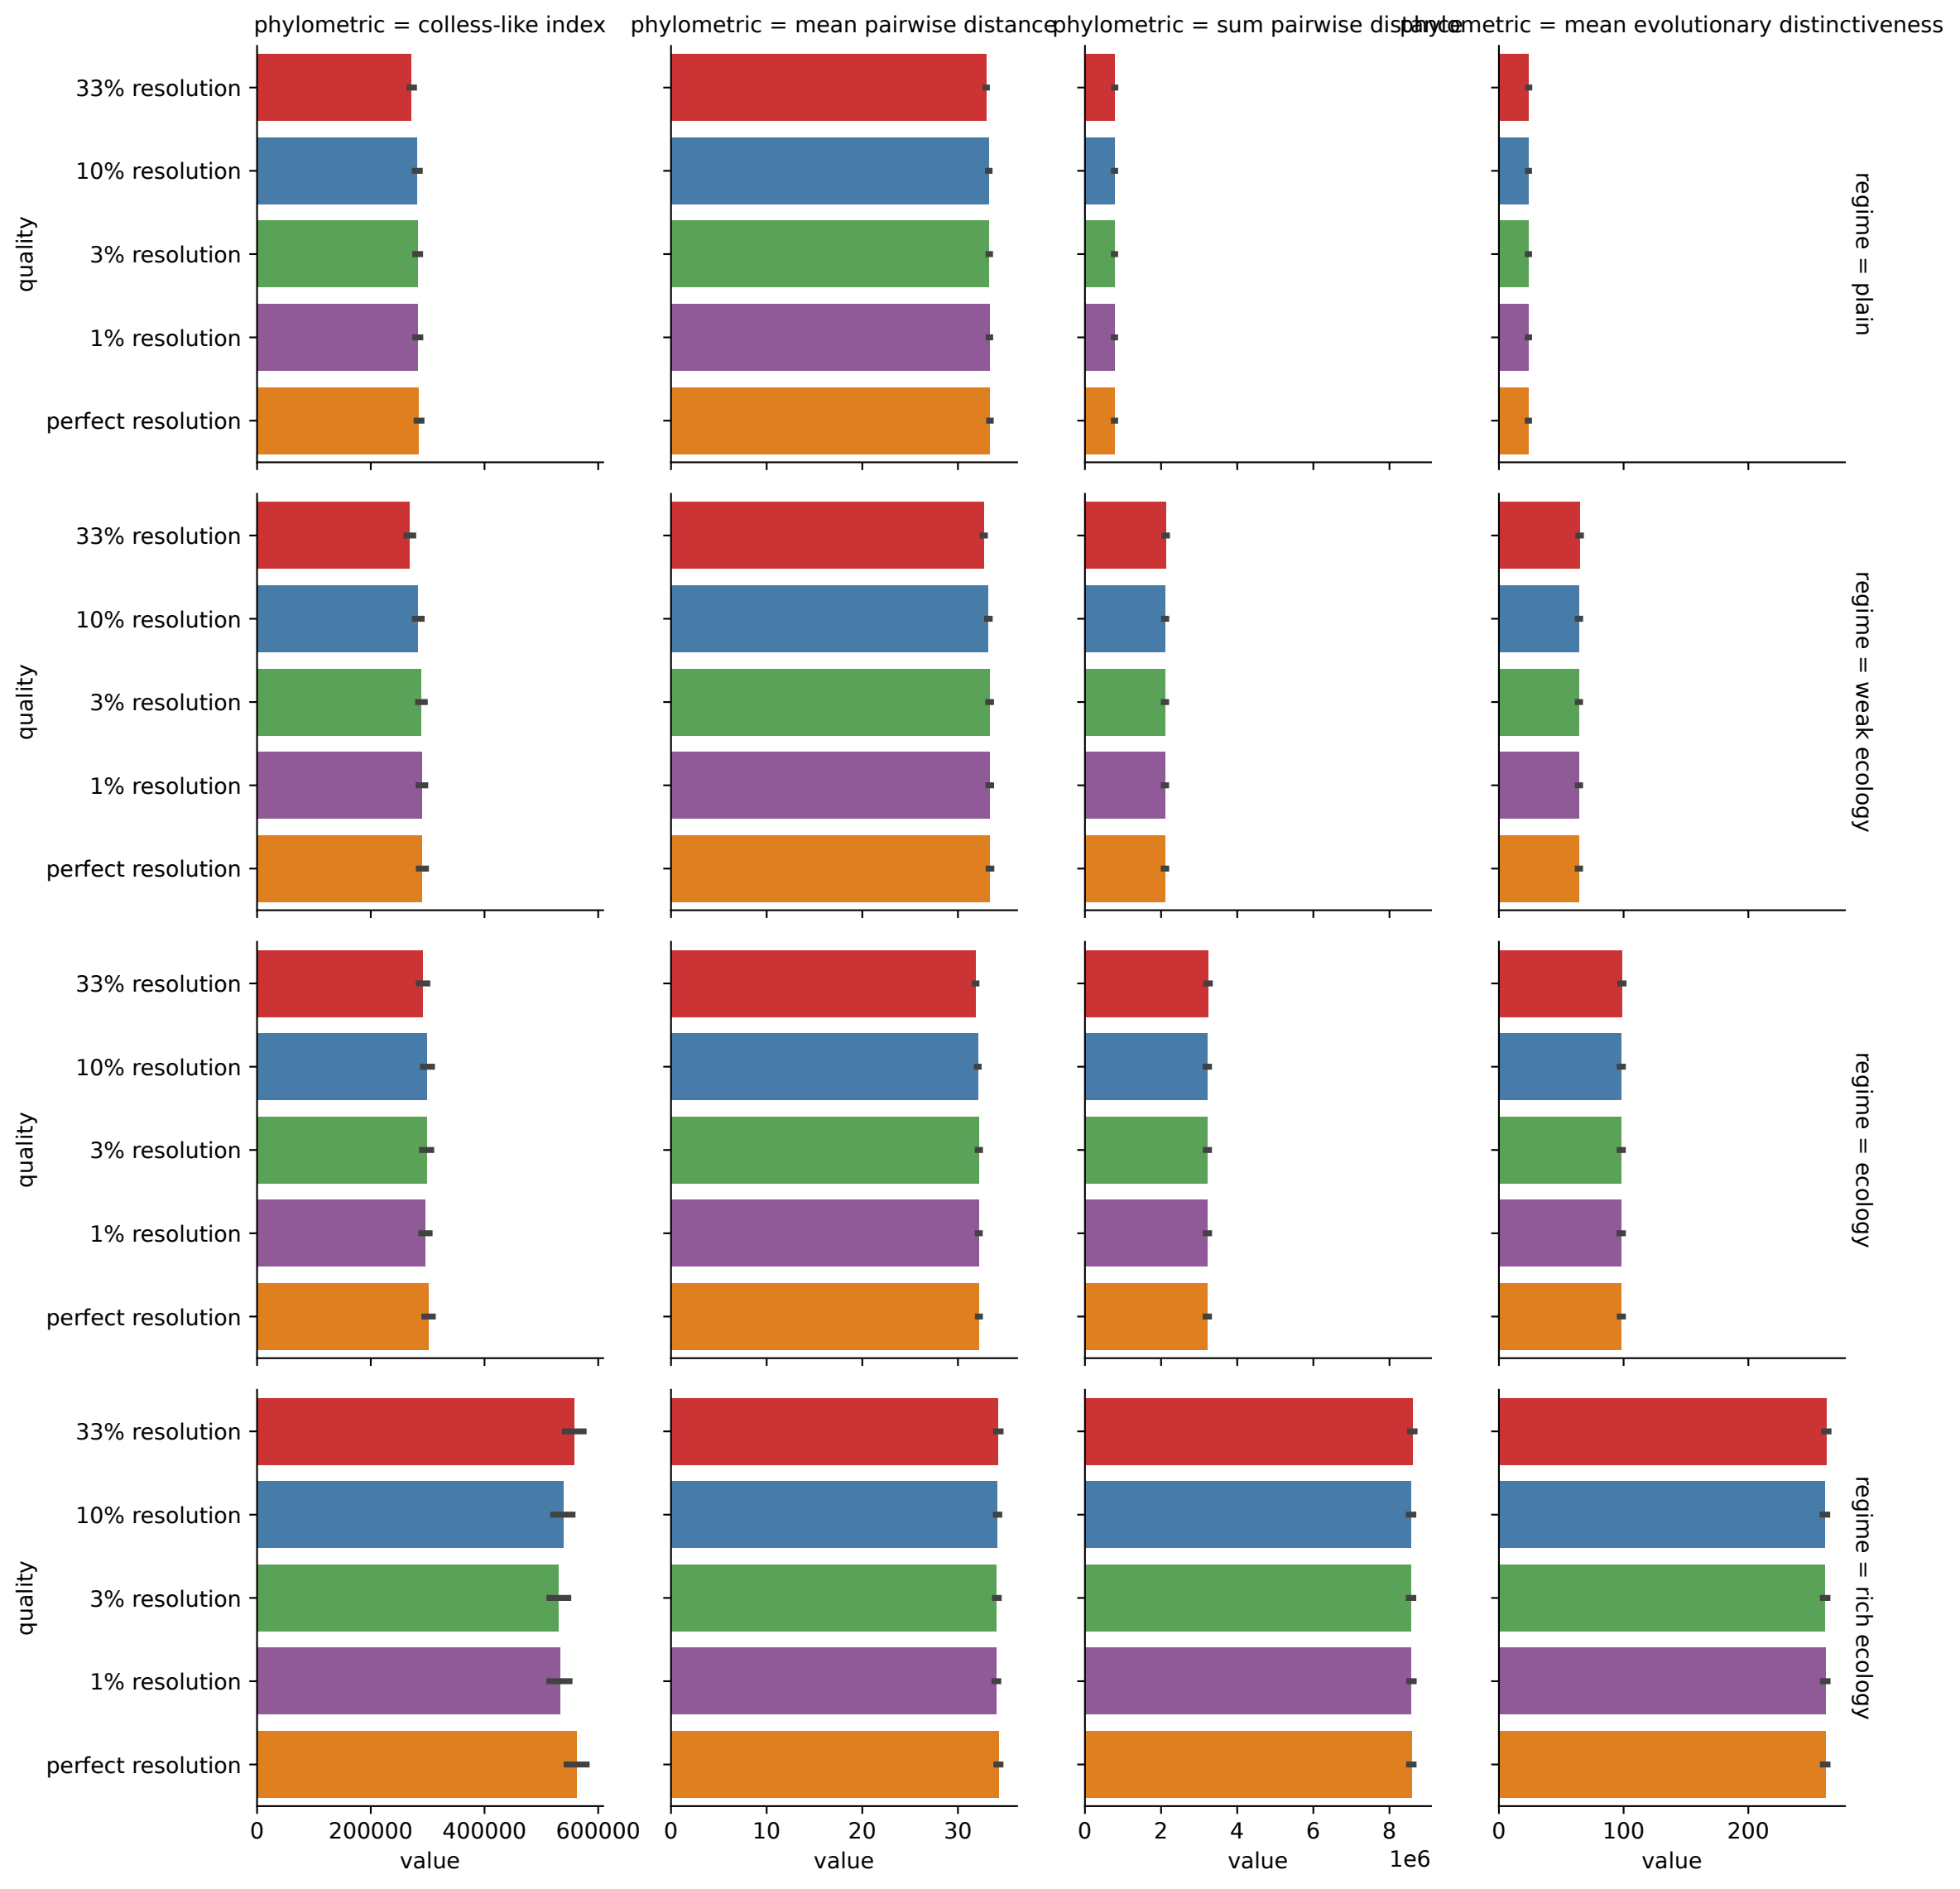 phylometric = colless-like index
phylometric = mean pairwise distance
phylometric = sum pairwise distance
phylometric = mean evolutionary distinctiveness
quality
33% resolution
10% resolution
3% resolution
1% resolution
perfect resolution
regime = plain
quality
33% resolution
10% resolution
3% resolution
1% resolution
perfect resolution
regime = weak ecology
quality
33% resolution
10% resolution
3% resolution
1% resolution
perfect resolution
regime = ecology
quality
33% resolution
10% resolution
3% resolution
1% resolution
perfect resolution
regime = rich ecology
0 200000 400000 600000
value
0 10 20 30
value
0 2 4 6 8
value
1e6
0 100 200
value